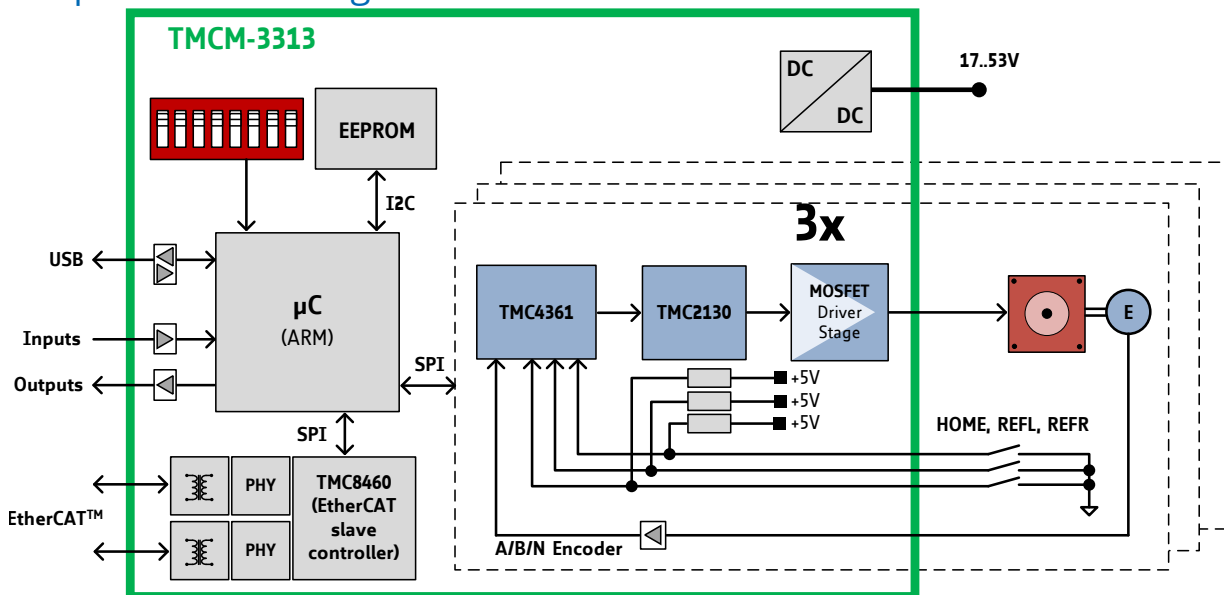 TMCM-3313
DC
DC
17..53V
EEPROM
I2C
USB
µC
(ARM)
Inputs
Outputs
SPI
SPI
3x
TMC4361
TMC2130
MOSFET
Driver
Stage
E
+5V
+5V
+5V
HOME, REFL, REFR
PHY
PHY
TMC8460
(EtherCAT
slave
controller)
EtherCAT™
A/B/N Encoder